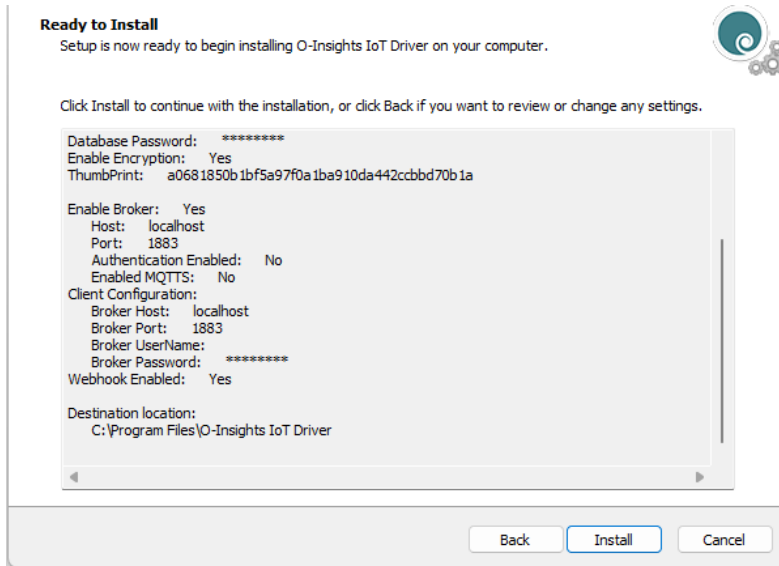 Ready to Install
Setup is now ready to begin installing O-Insights IoT Driver on your computer.
Click Install to continue with the installation, or click Back if you want to review or change any settings.
Database Password: ********
Enable Encryption: Yes
ThumbPrint: a0681850b1bf5a97f0a1ba910da442ccbbd70b1a
Enable Broker: Yes
Host: localhost
Port: 1883
Authentication Enabled: No
Enabled MQTTS: No
Client Configuration:
Broker Host: localhost
Broker Port: 1883
Broker UserName:
Broker Password: ********
Webhook Enabled: Yes
Destination location:
C:\Program Files\O-Insights IoT Driver
Back Install Cancel